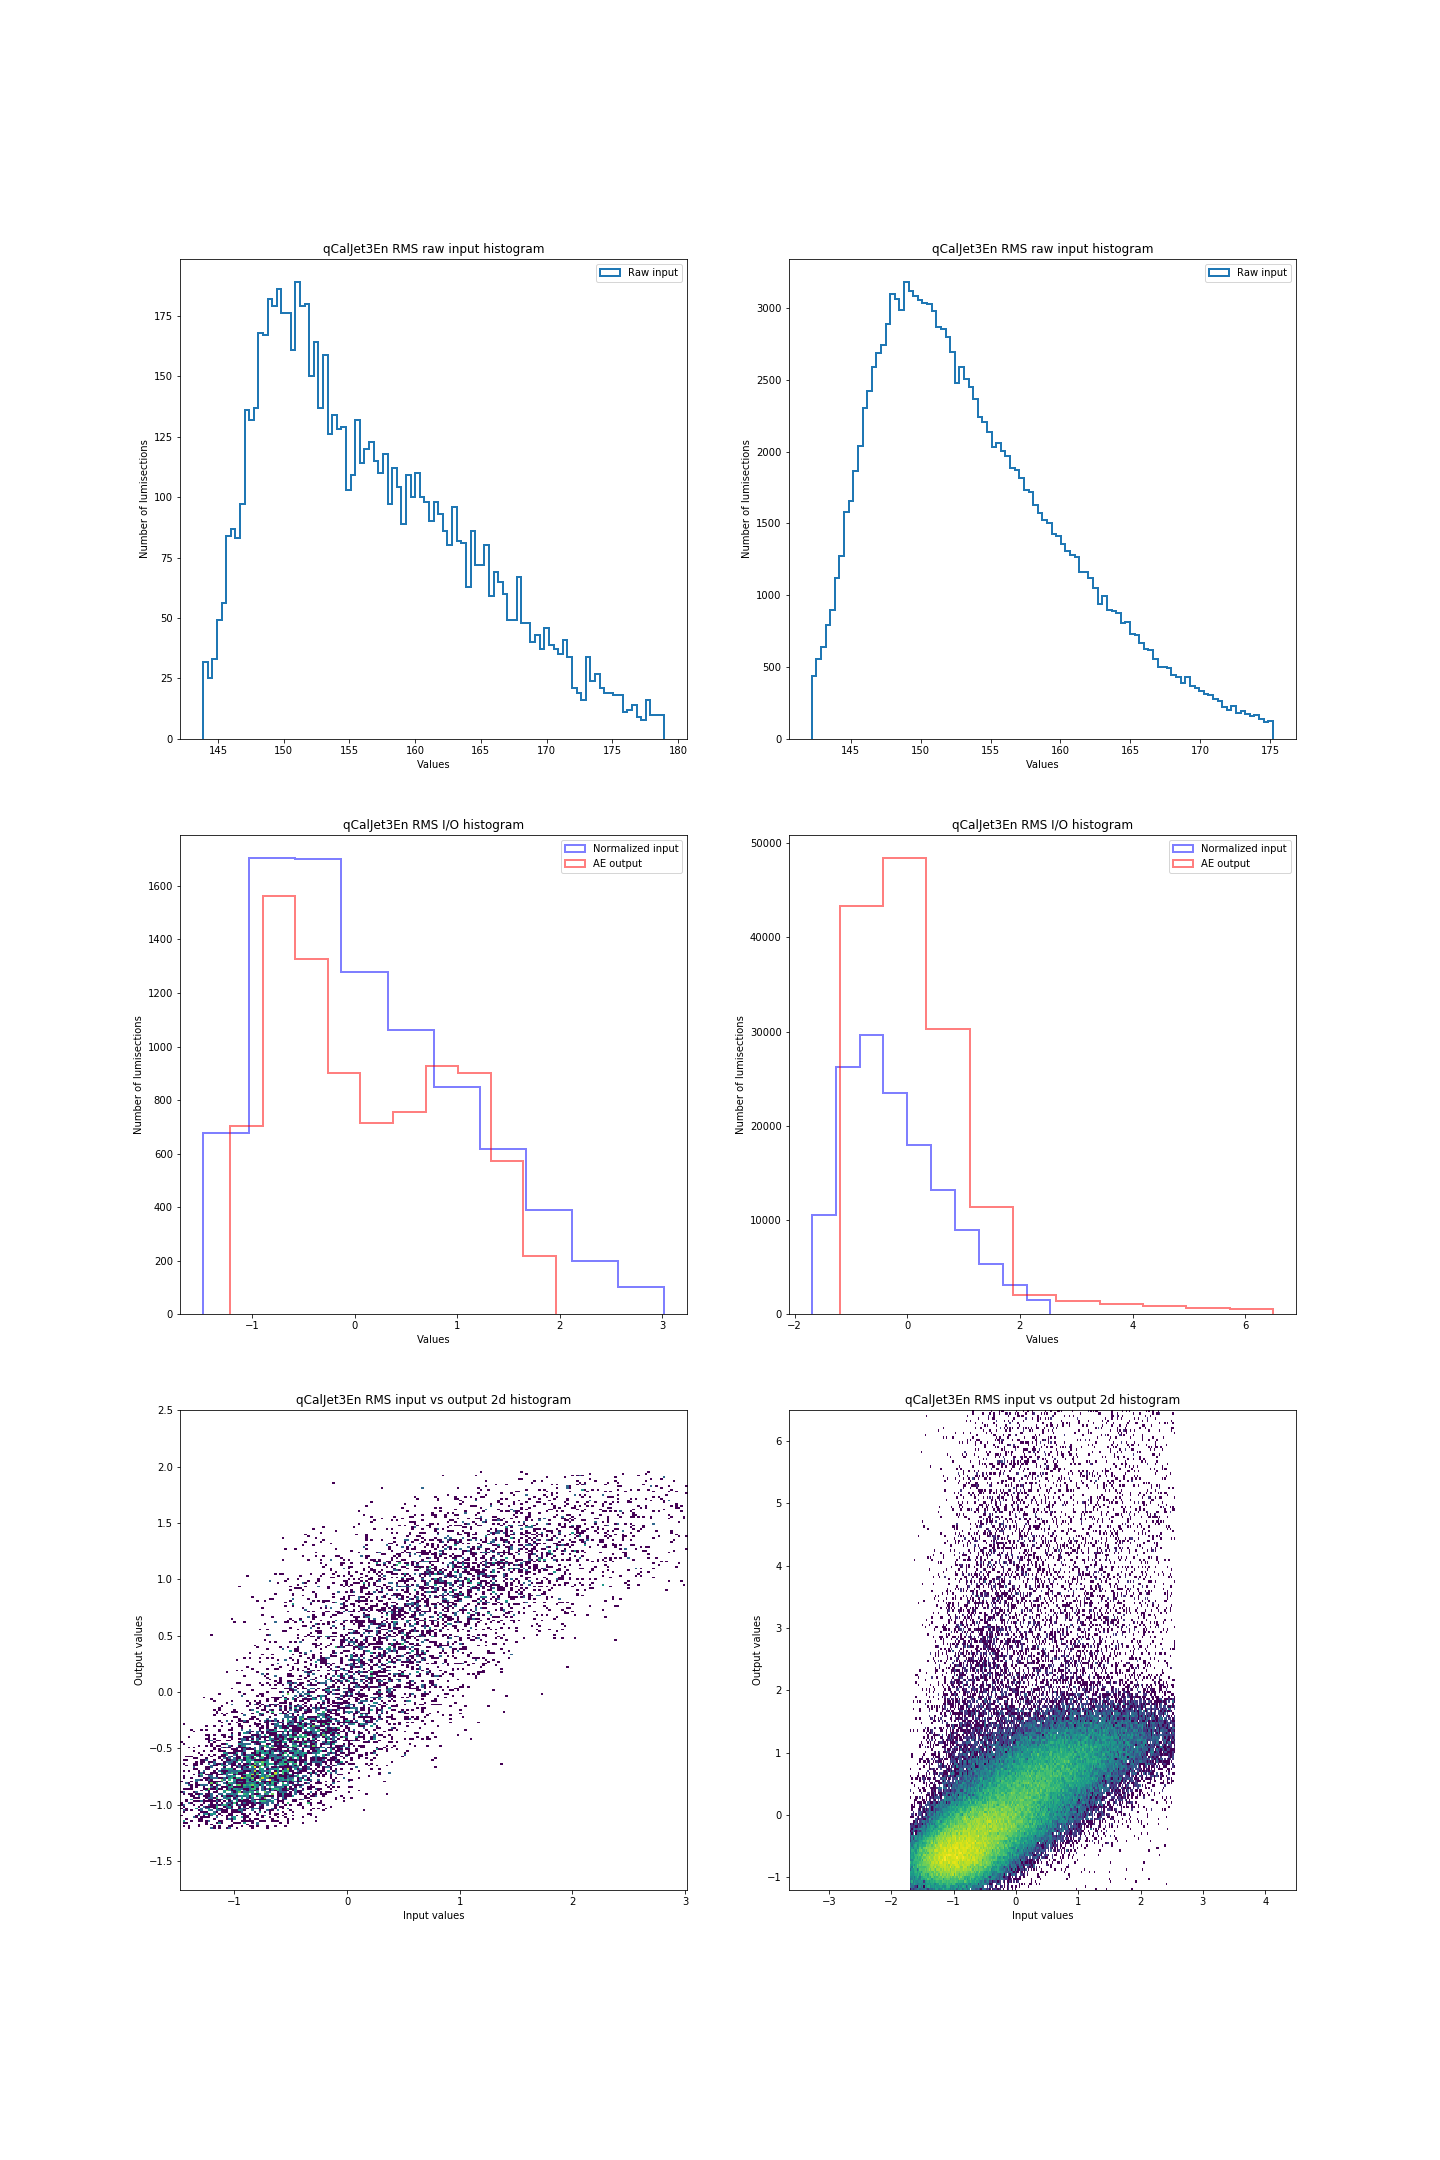 qCalJet3En RMS raw input histogram
Raw input
Number of lumisections
175
150
125
100
75
50
25
0
145 150 155 160 165 170 175 180
Values
qCalJet3En RMS raw input histogram
Raw input
Number of lumisections
3000
2500
2000
1500
1000
500
0
145 150 155 160 165 170 175
Values
qCalJet3En RMS I/O histogram
Normalized input
AE output
Number of lumisections
1600
1400
1200
1000
800
600
400
200
0
−1 0 1 2 3
Values
qCalJet3En RMS I/O histogram
Normalized input
AE output
Number of lumisections
50000
40000
30000
20000
10000
0
−2 0 2 4 6
Values
qCalJet3En RMS input vs output 2d histogram
Output values
2.5
2.0
1.5
1.0
0.5
0.0
−0.5
−1.0
−1.5
−1 0 1 2 3
Input values
qCalJet3En RMS input vs output 2d histogram
Output values
6
5
4
3
2
1
0
−1
−3 −2 −1 0 1 2 3 4
Input values